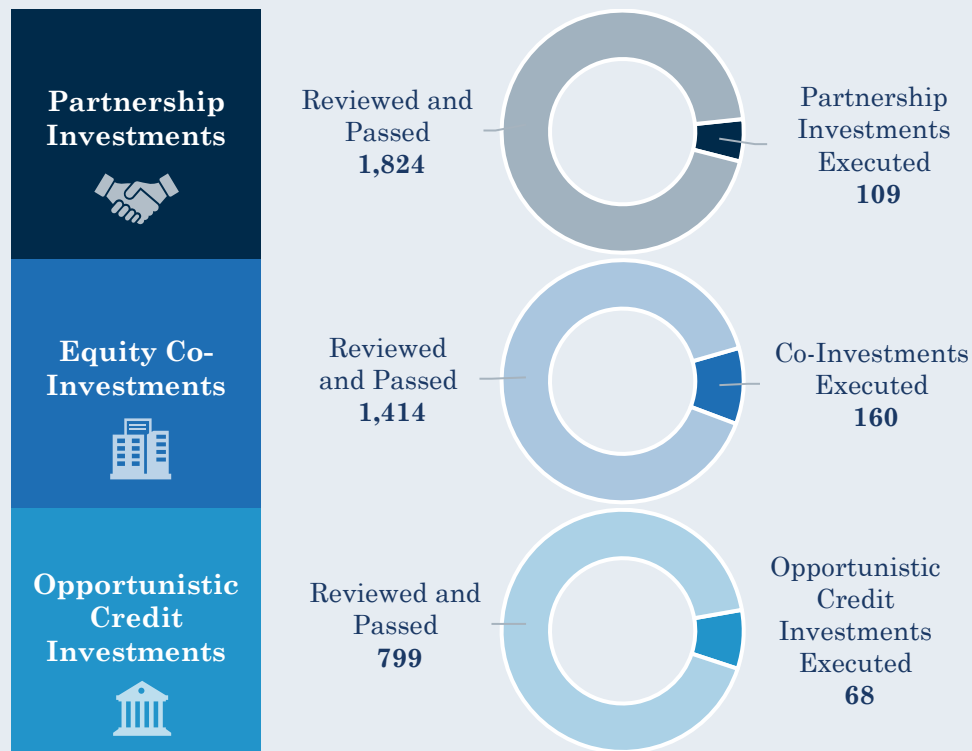 Partnership
Investments
Reviewed and
Passed
1,824
Partnership
Investments
Executed
109
Equity Co-
Investments
Reviewed
and Passed
1,414
Co-Investments
Executed
160
Opportunistic
Credit
Investments
Reviewed and
Passed
799
Opportunistic
Credit
Investments
Executed
68